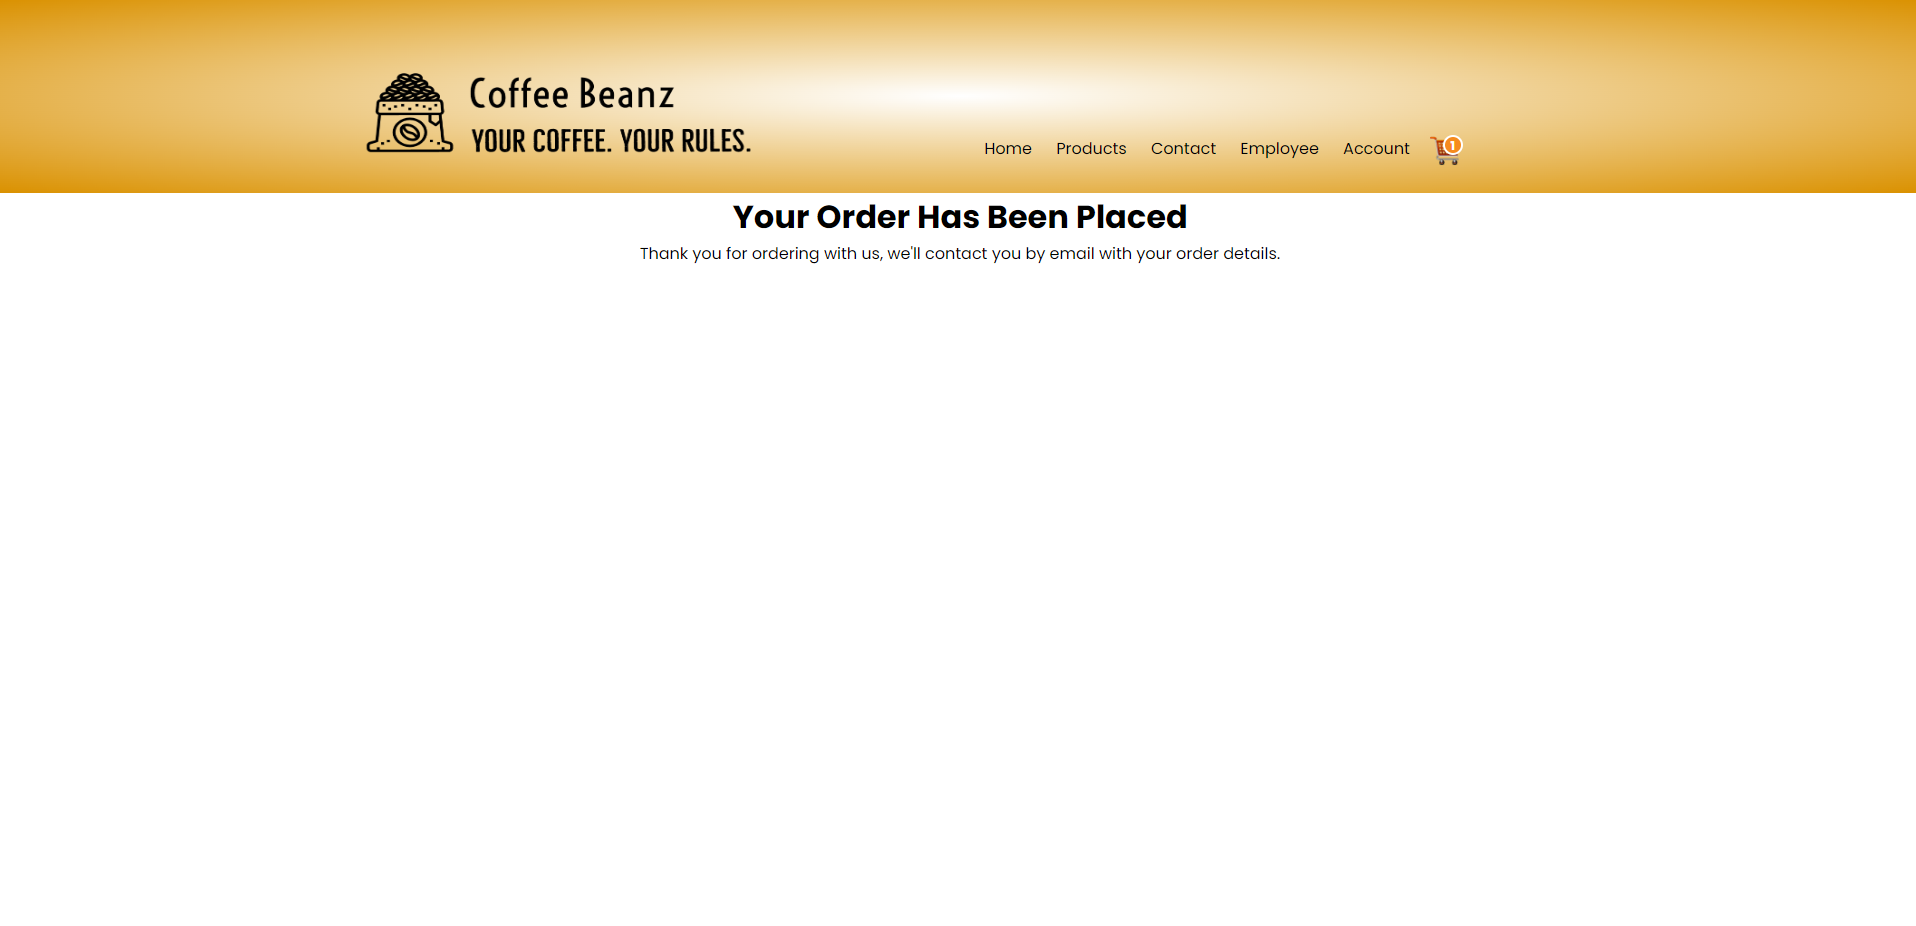 Coffee Beanz
YOUR COFFEE. YOUR RULES.
Home Products Contact Employee Account 1
Your Order Has Been Placed
Thank you for ordering with us, we'll contact you by email with your order details.